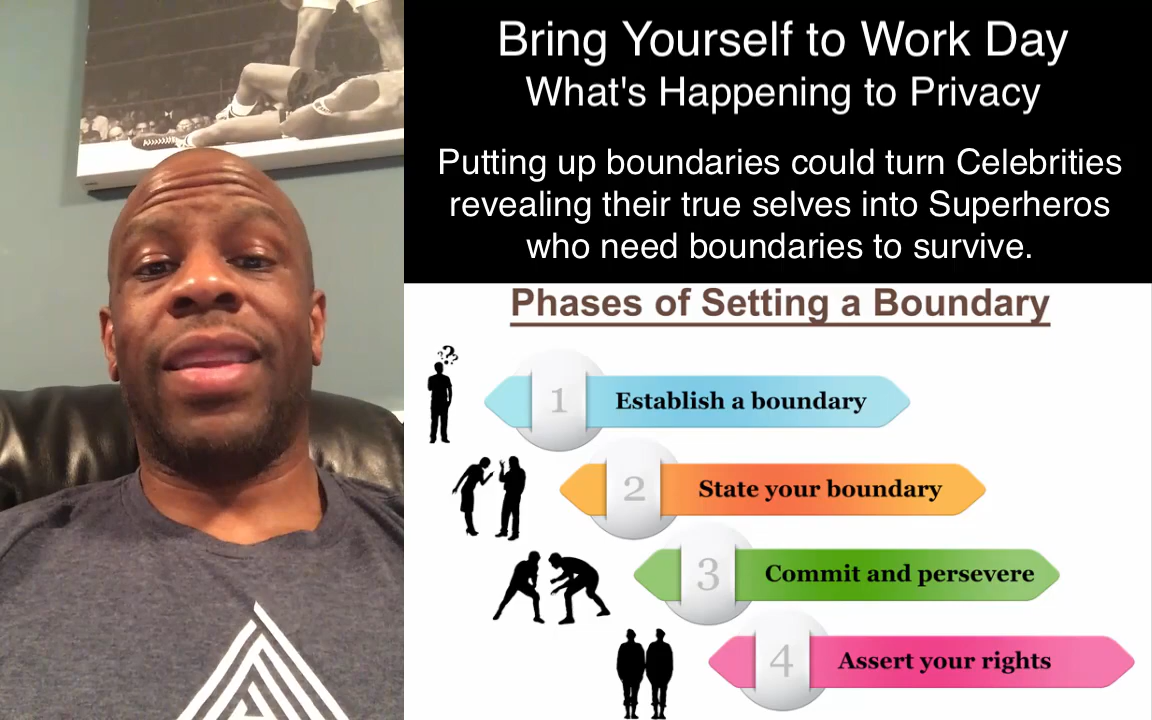 Bring Yourself to Work Day
What's Happening to Privacy
Putting up boundaries could turn Celebrities
revealing their true selves into Superheros
who need boundaries to survive.
Phases of Setting a Boundary
???
1 Establish a boundary
2 State your boundary
3 Commit and persevere
4 Assert your rights